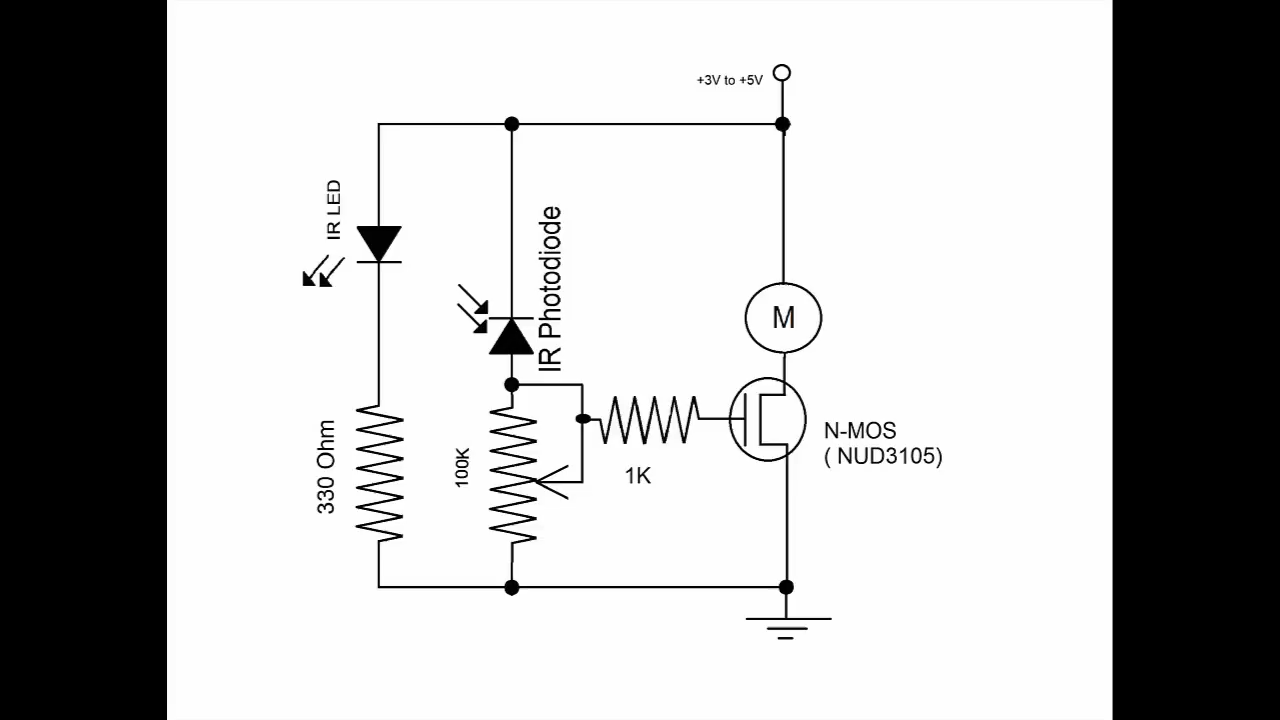 +3V to +5V
IR LED
IR Photodiode
M
N-MOS
( NUD3105)
330 Ohm
100K
1K